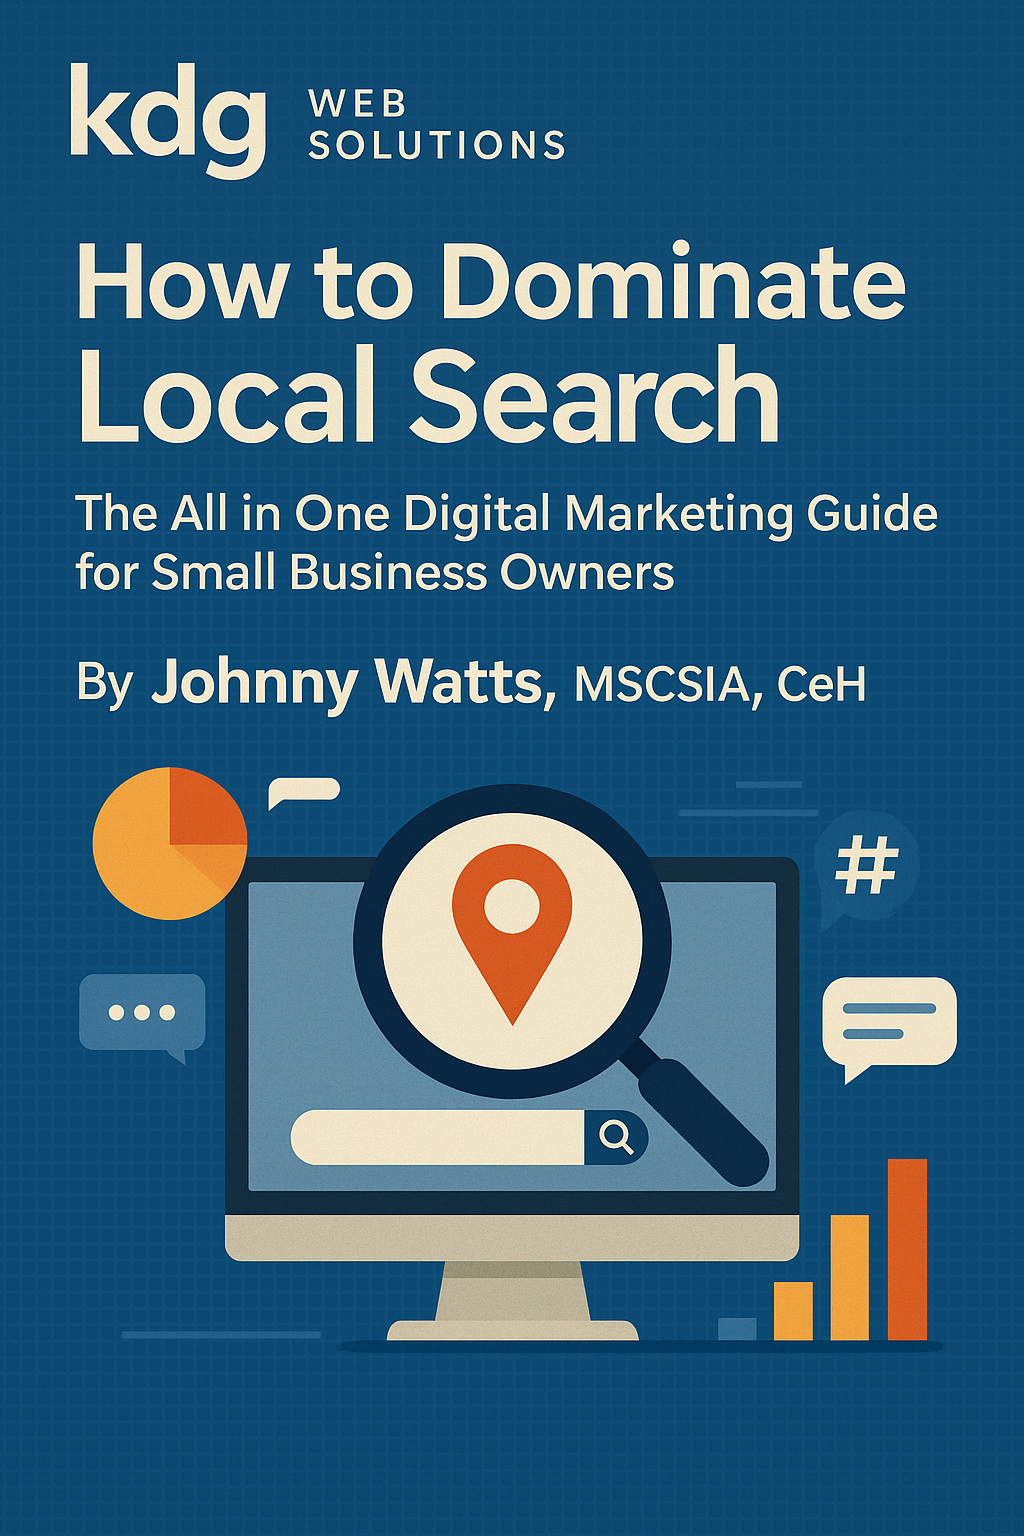 kdg WEB
SOLUTIONS
How to Dominate
Local Search
The All in One Digital Marketing Guide
for Small Business Owners
By Johnny Watts, MSCSIA, CeH
#